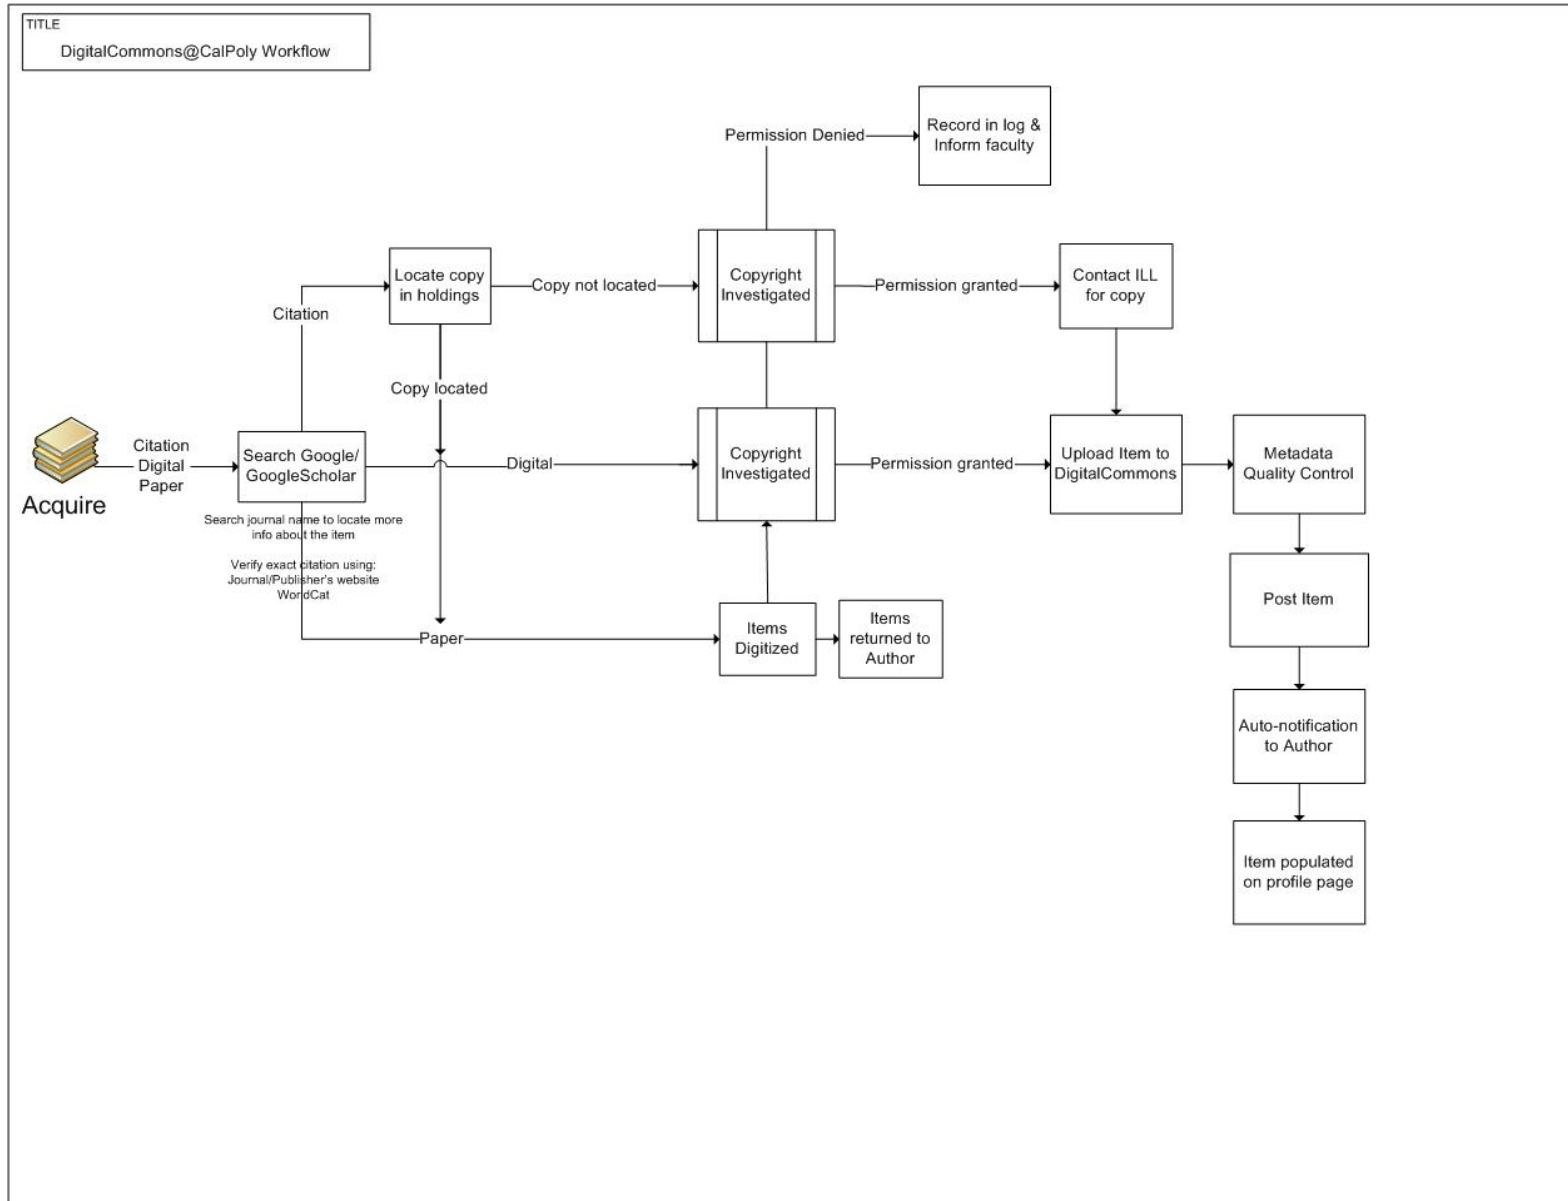 TITLE
DigitalCommons@CalPoly Workflow
Permission Denied
Record in log &
Inform faculty
Locate copy
in holdings
Copy not located
Copyright
Investigated
Permission granted
Contact ILL
for copy
Citation
Copy located
Acquire
Citation
Digital
Paper
Search Google/
GoogleScholar
Digital
Copyright
Investigated
Permission granted
Upload Item to
DigitalCommons
Metadata
Quality Control
Search journal name to locate more
info about the item
Verify exact citation using:
Journal/Publisher's website
WorldCat
Paper
Items
Digitized
Items
returned to
Author
Post Item
Auto-notification
to Author
Item populated
on profile page